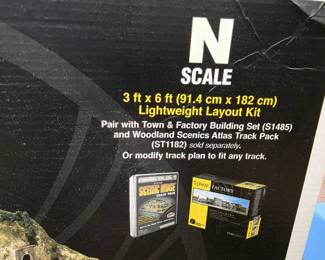 N
SCALE
3 ft x 6 ft (91.4 cm x 182 cm)
Lightweight Layout Kit
Pair with Town & Factory Building Set (S1485)
and Woodland Scenics Atlas Track Pack
(ST1182) sold separately.
Or modify track plan to fit any track.
SCENIC RIDGE
TRACK PACK
TOWN & FACTORY